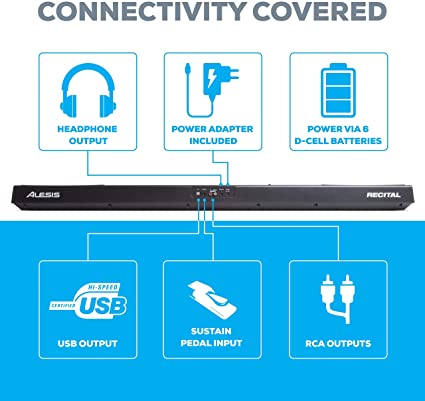 CONNECTIVITY COVERED
HEADPHONE
OUTPUT
POWER ADAPTER
INCLUDED
POWER VIA 6
D-CELL BATTERIES
ALESIS
RECITAL
HI-SPEED
CERTIFIED
USB
USB OUTPUT
SUSTAIN
PEDAL INPUT
RCA OUTPUTS